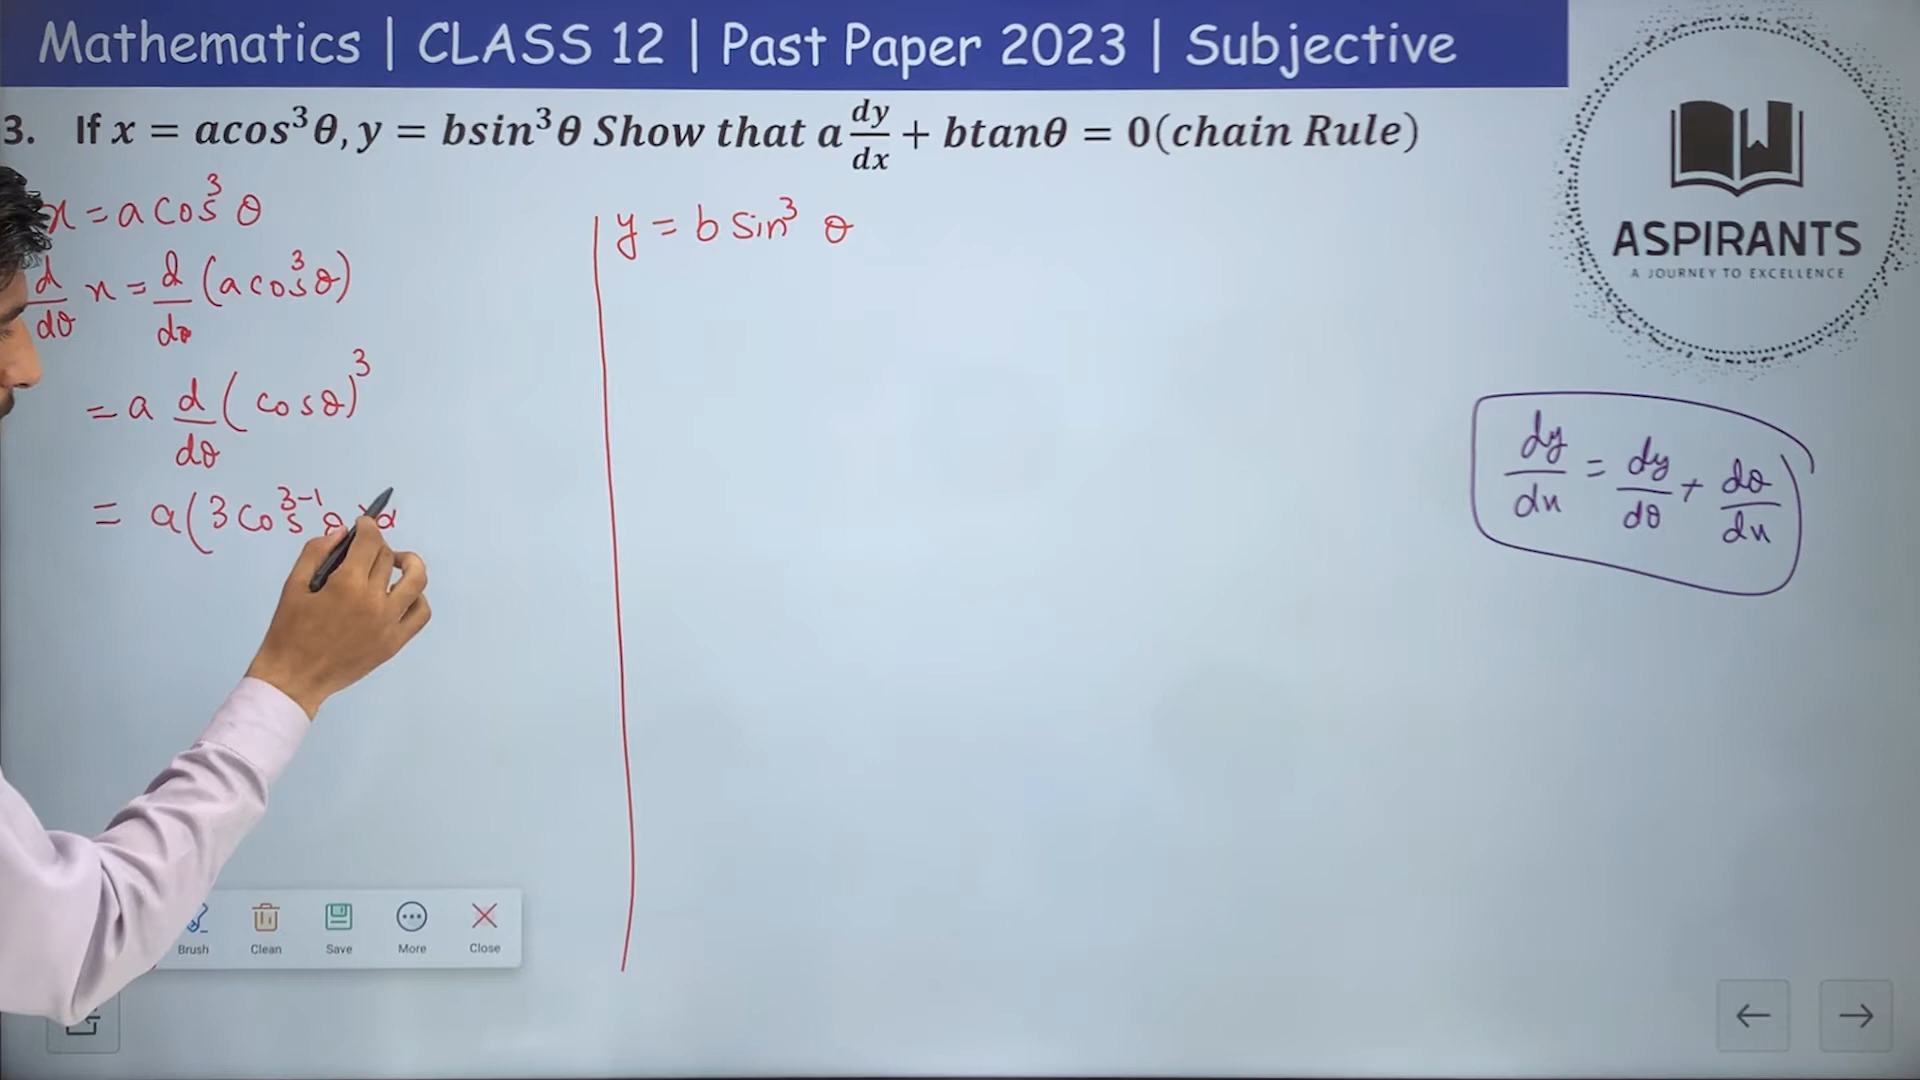 Mathematics | CLASS 12 | Past Paper 2023 | Subjective
3. If x = acos³θ, y = bsin³θ Show that a dy/dx + btanθ = 0(chain Rule)
ASPIRANTS
A JOURNEY TO EXCELLENCE
x = a cos³ θ
d/dθ x = d/dθ (a cos³ θ)
= a d/dθ (cos θ)³
= a(3 cos³⁻¹ θ × d
y = b sin³ θ
dy/dx = dy/dθ + dθ/dx
Brush
Clean
Save
More
Close